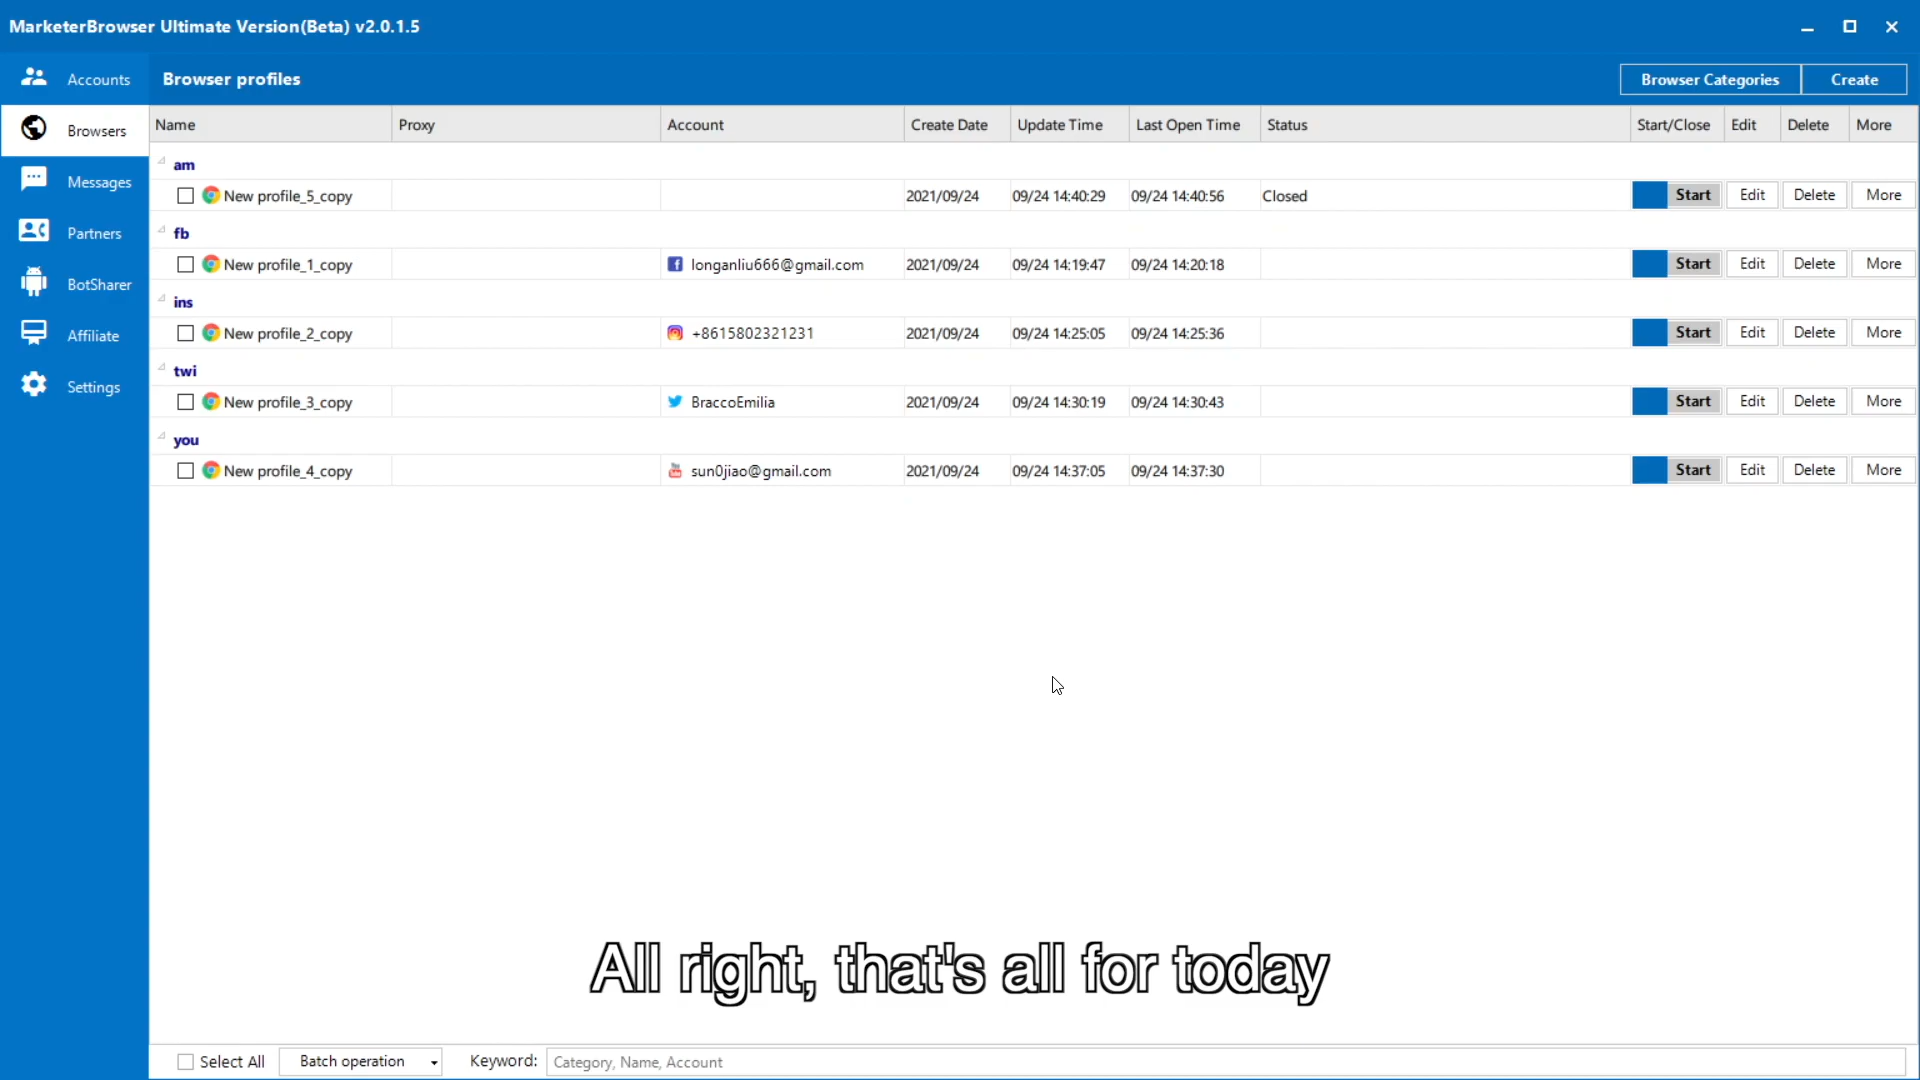 MarketerBrowser Ultimate Version(Beta) v2.0.1.5
Accounts
Browser profiles
Browser Categories
Create
Browsers
Name Proxy Account Create Date Update Time Last Open Time Status Start/Close Edit Delete More
am
New profile_5_copy 2021/09/24 09/24 14:40:29 09/24 14:40:56 Closed Start Edit Delete More
Messages
fb
Partners
New profile_1_copy longanliu666@gmail.com 2021/09/24 09/24 14:19:47 09/24 14:20:18 Start Edit Delete More
BotSharer
ins
New profile_2_copy +8615802321231 2021/09/24 09/24 14:25:05 09/24 14:25:36 Start Edit Delete More
Affiliate
twi
Settings
New profile_3_copy BraccoEmilia 2021/09/24 09/24 14:30:19 09/24 14:30:43 Start Edit Delete More
you
New profile_4_copy sun0jiao@gmail.com 2021/09/24 09/24 14:37:05 09/24 14:37:30 Start Edit Delete More
All right, that's all for today
Select All Batch operation Keyword: Category, Name, Account